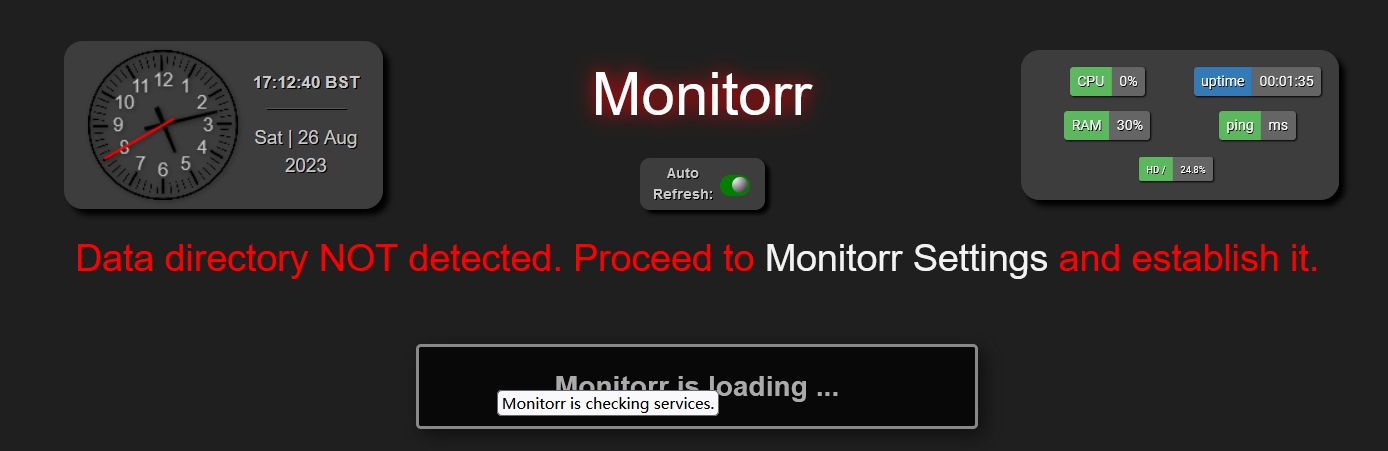 12
1
2
3
4
5
6
7
8
9
10
11
17:12:40 BST
Sat | 26 Aug
2023
Monitorr
Auto
Refresh:
CPU 0%
uptime 00:01:35
RAM 30%
ping ms
HD / 24.8%
Data directory NOT detected. Proceed to Monitorr Settings and establish it.
Monitorr is loading ...
Monitorr is checking services.